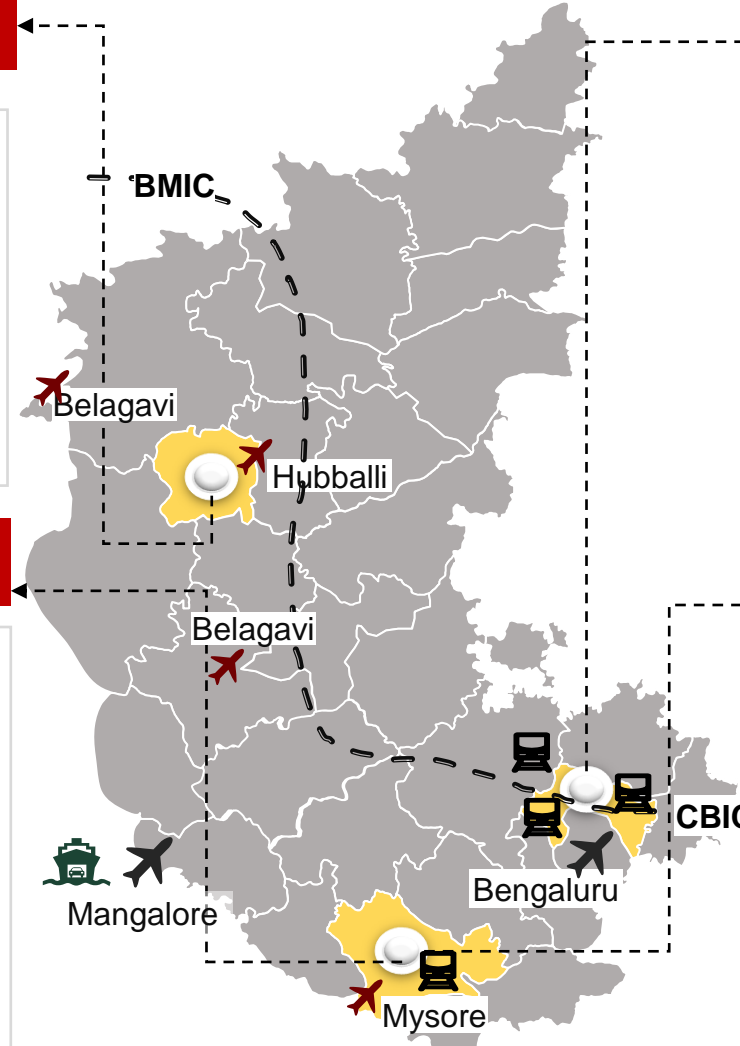 BMIC
Belagavi
Hubballi
Belagavi
CBIC
Bengaluru
Mangalore
Mysore